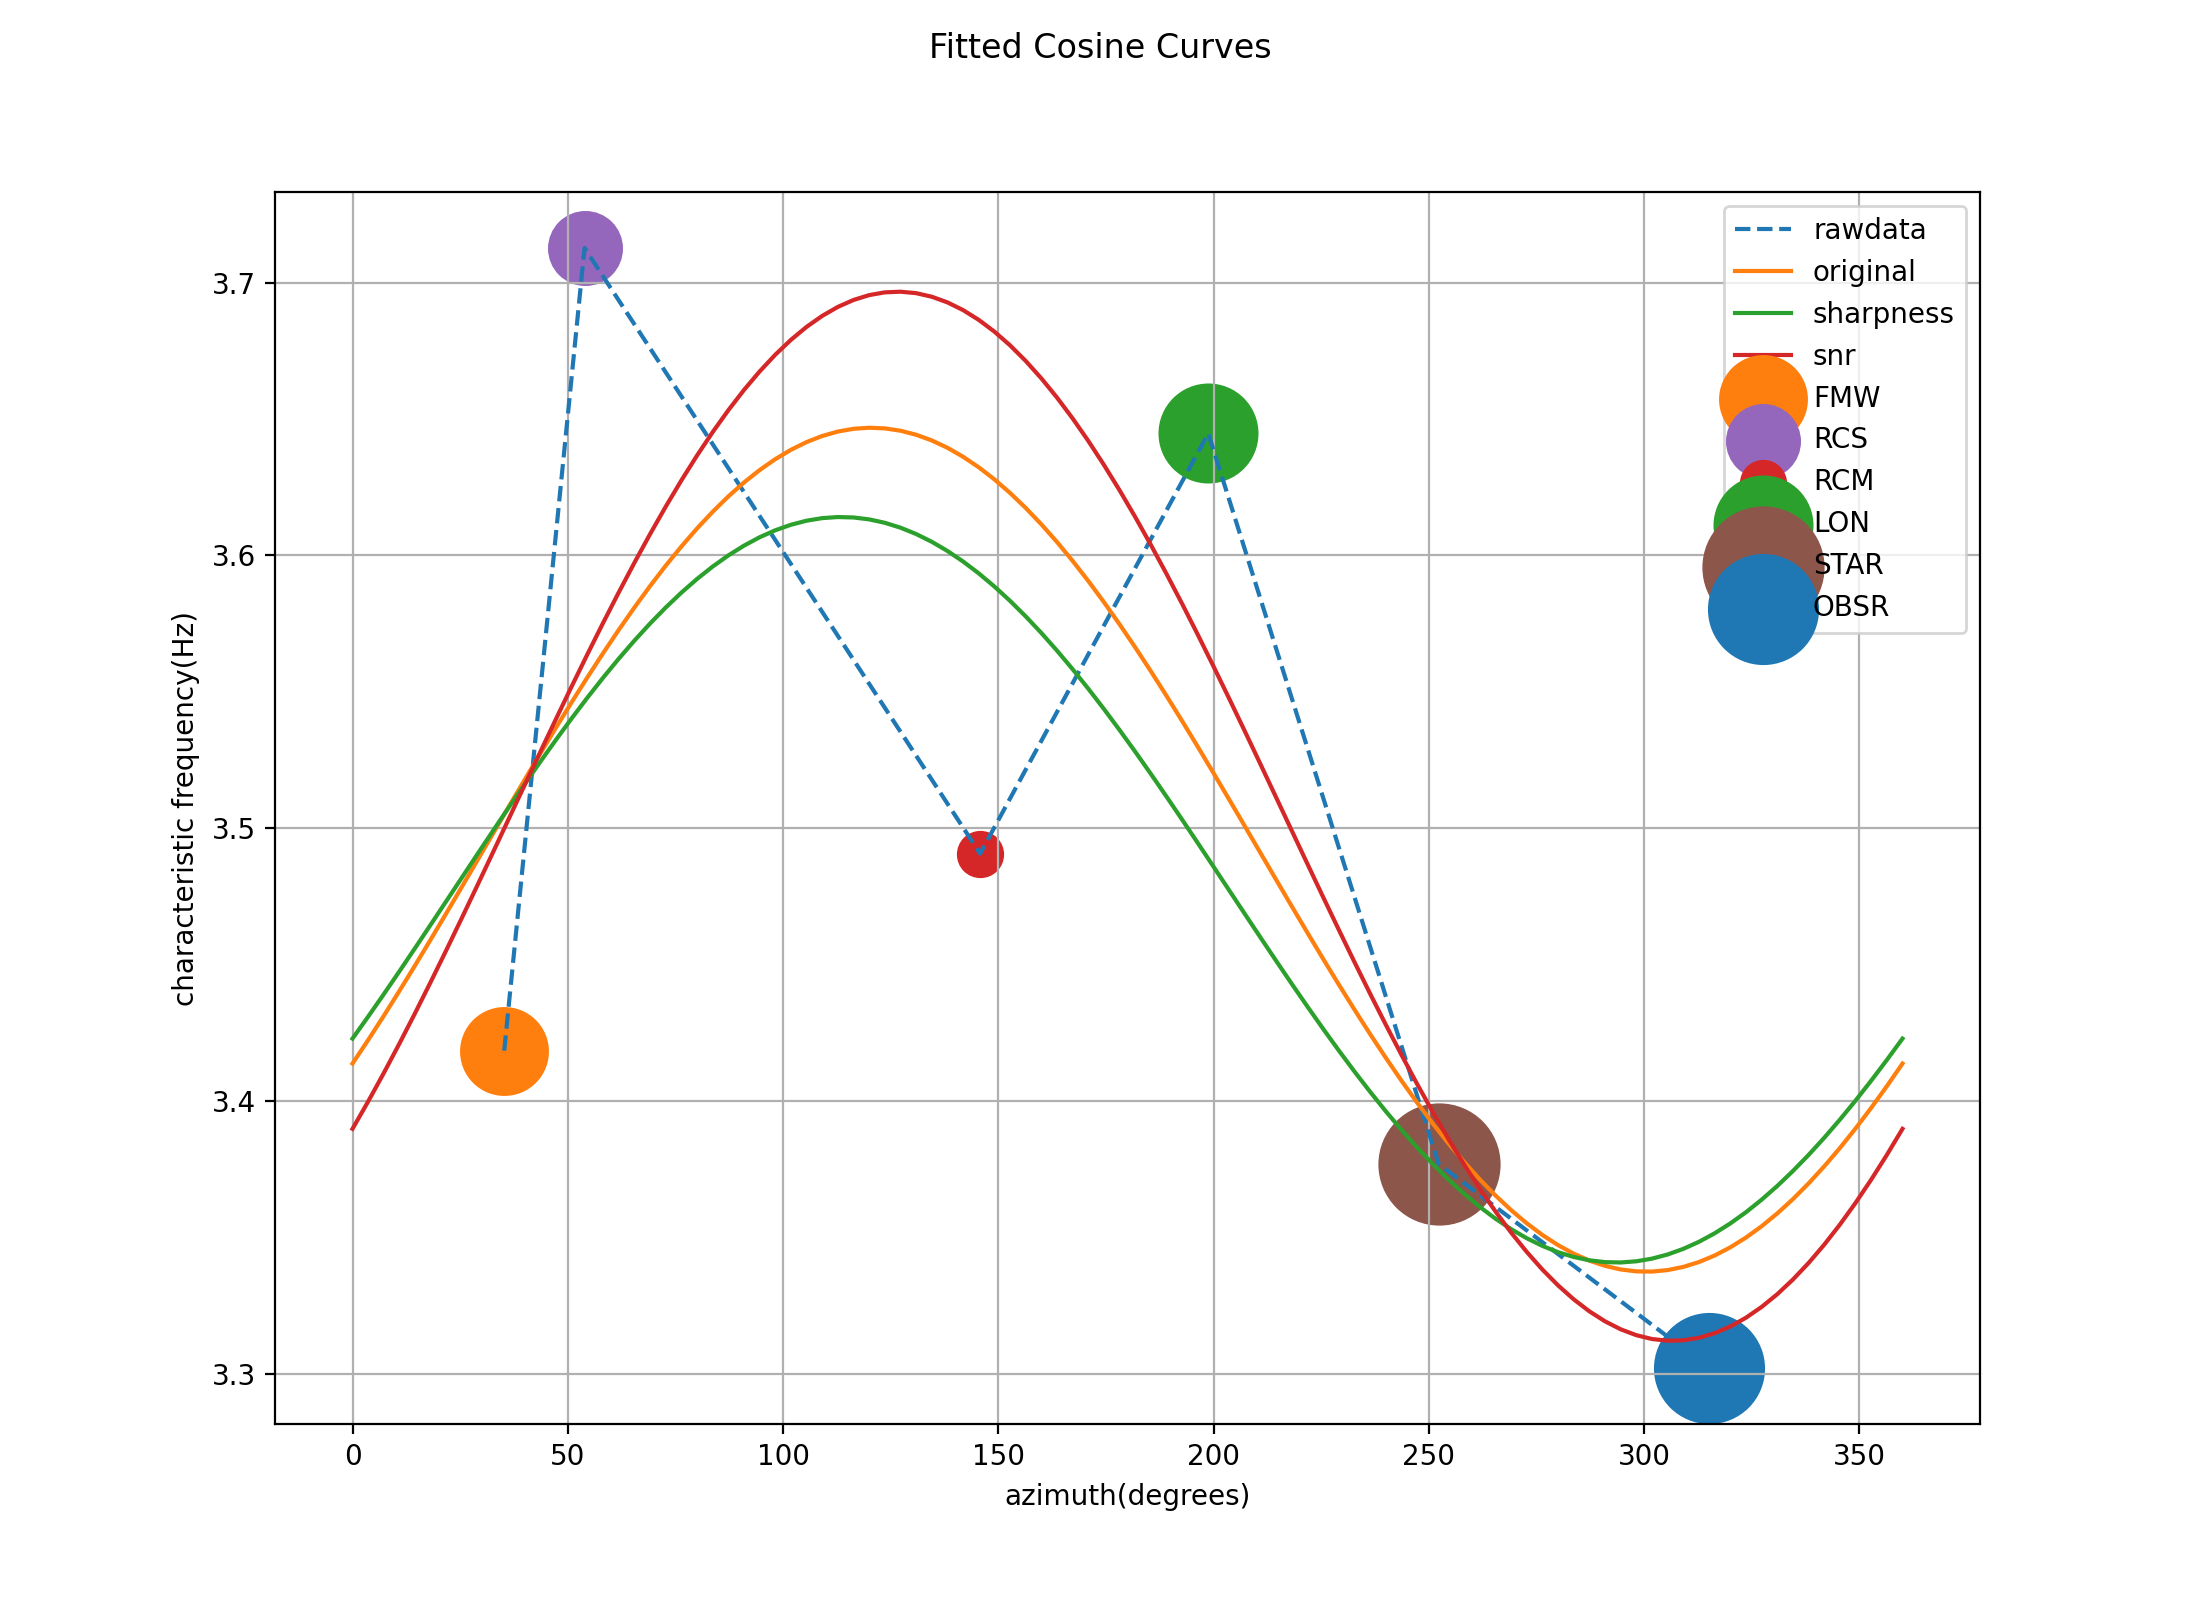 Fitted Cosine Curves
rawdata
original
sharpness
snr
FMW
RCS
RCM
LON
STAR
OBSR
characteristic frequency(Hz)
3.7
3.6
3.5
3.4
3.3
0 50 100 150 200 250 300 350
azimuth(degrees)